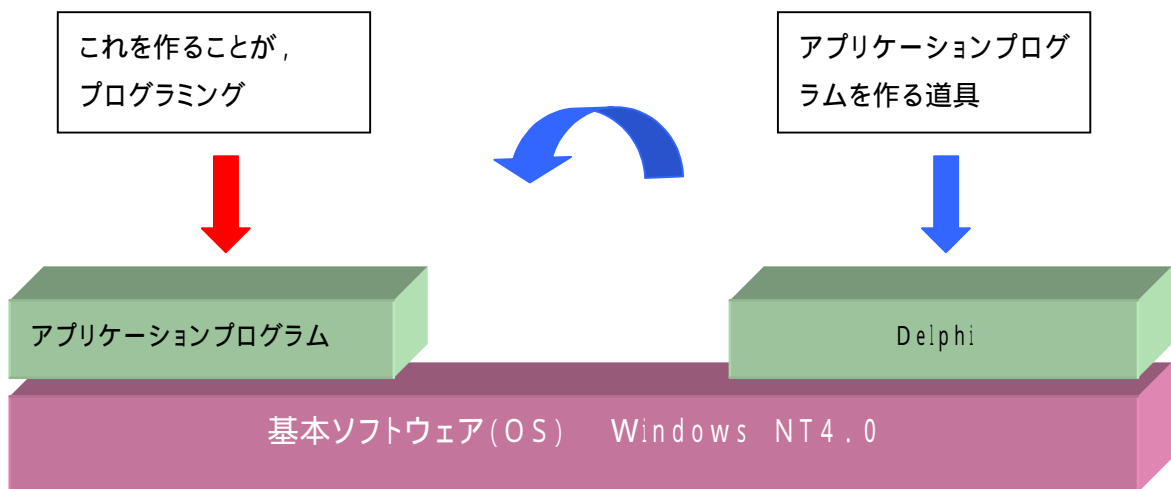 これを作ることが，
プログラミング
アプリケーションプログ
ラムを作る道具
アプリケーションプログラム
Delphi
基本ソフトウェア(OS)　Windows NT4.0